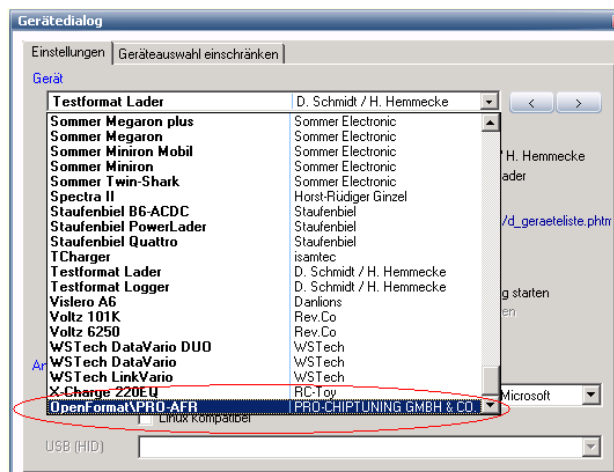 Gerätedialog
Einstellungen Geräteauswahl einschränken
Gerät
Testformat Lader D. Schmidt / H. Hemmecke < >
Sommer Megaron plus Sommer Electronic
Sommer Megaron Sommer Electronic
Sommer Miniron Mobil Sommer Electronic
Sommer Miniron Sommer Electronic
Sommer Twin-Shark Sommer Electronic
Spectra II Horst-Rüdiger Ginzel
Staufenbiel B6-ACDC Staufenbiel
Staufenbiel PowerLader Staufenbiel
Staufenbiel Quattro Staufenbiel
TCharger isamtec
Testformat Lader D. Schmidt / H. Hemmecke
Testformat Logger D. Schmidt / H. Hemmecke
Vislero A6 Danlions
Voltz 101K Rev.Co
Voltz 6250 Rev.Co
WSTech DataVario DUO WSTech
WSTech DataVario WSTech
WSTech LinkVario WSTech
X-Charge 220EQ RC-Toy
OpenFormat\PRO-AFR PRO-CHIPTUNING GMBH & CO.
/ H. Hemmecke
ader
/d_geraeteliste.phtm
g starten
en
An
Microsoft
Linux kompatibel
USB (HID)